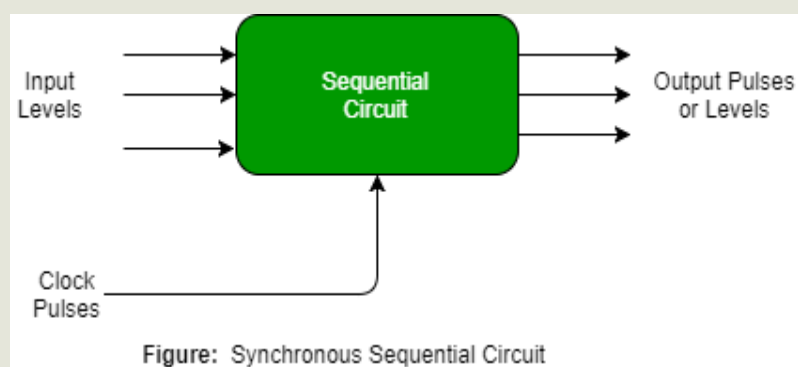 Input
Levels
Sequential
Circuit
Output Pulses
or Levels
Clock
Pulses
Figure: Synchronous Sequential Circuit